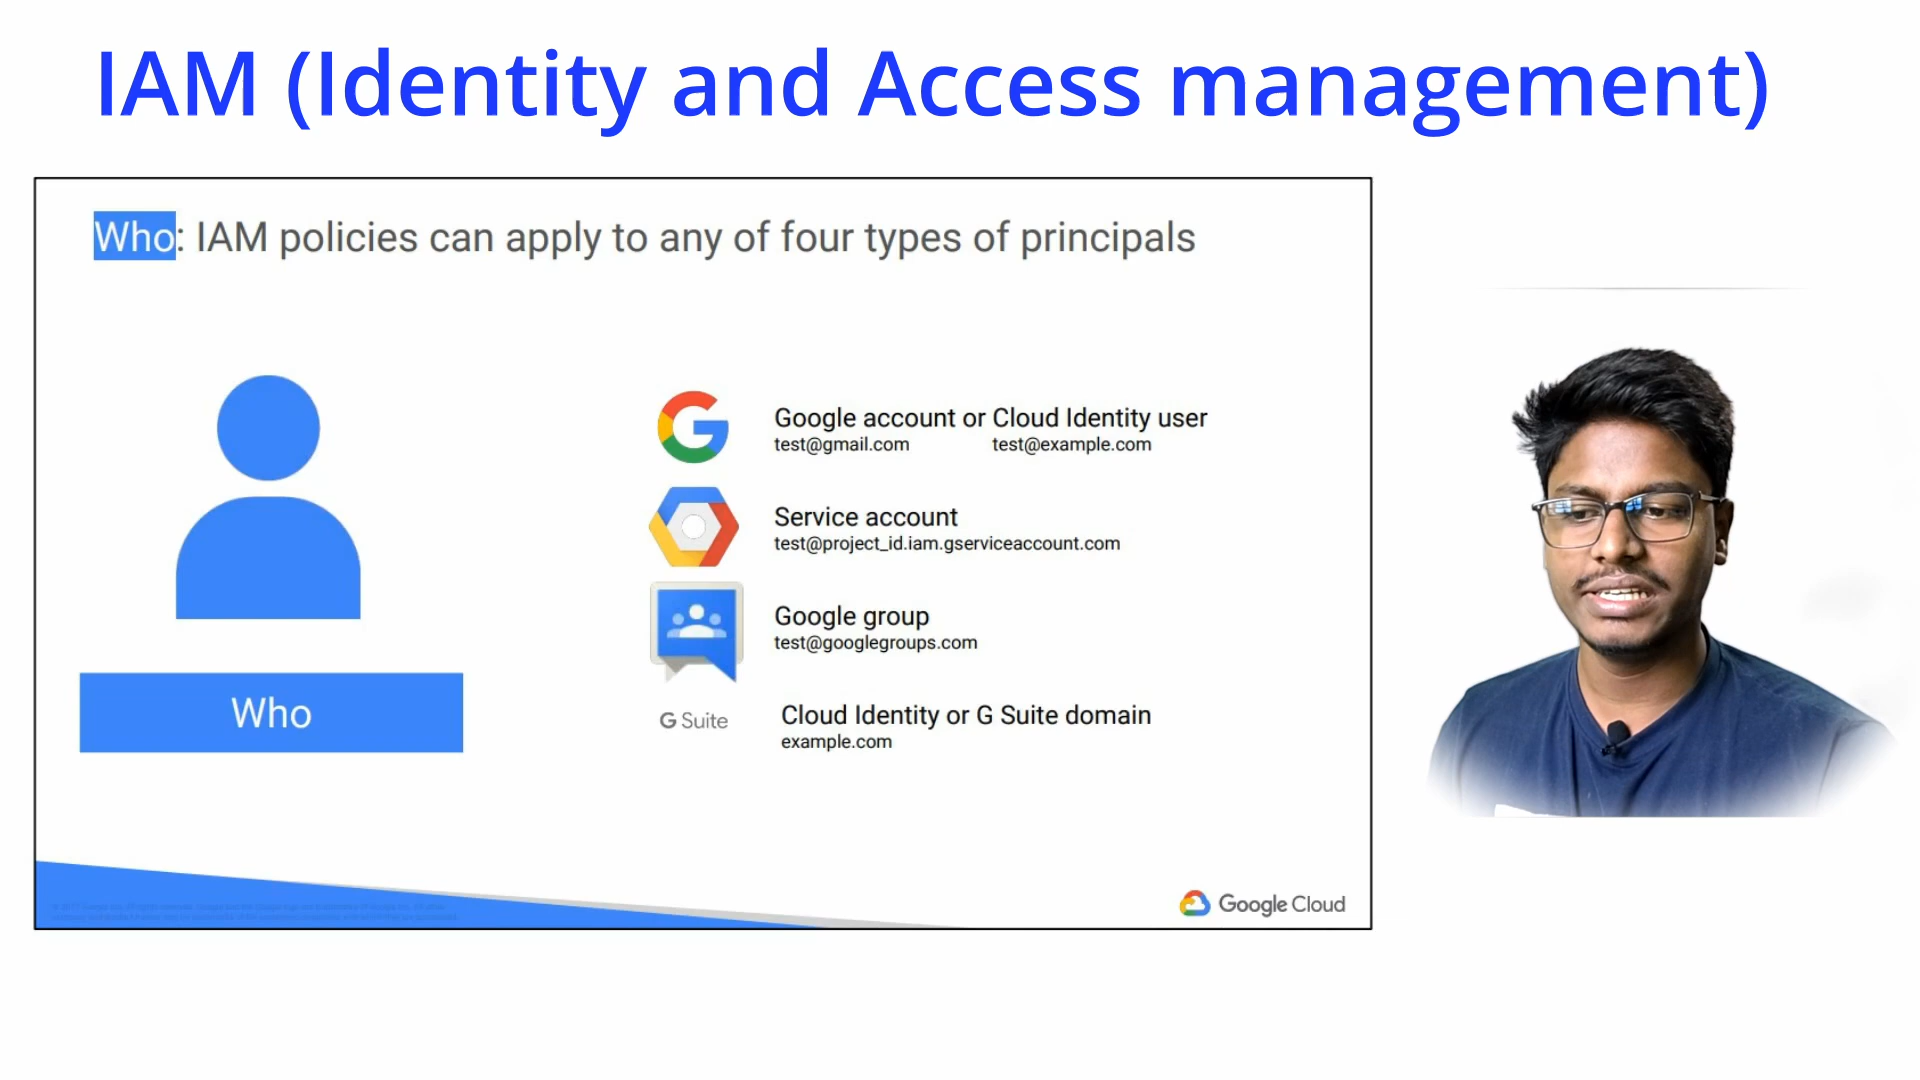 IAM (Identity and Access management)
Who: IAM policies can apply to any of four types of principals
Google account or Cloud Identity user
test@gmail.com test@example.com
Service account
test@project_id.iam.gserviceaccount.com
Google group
test@googlegroups.com
Who
G Suite
Cloud Identity or G Suite domain
example.com
Google Cloud